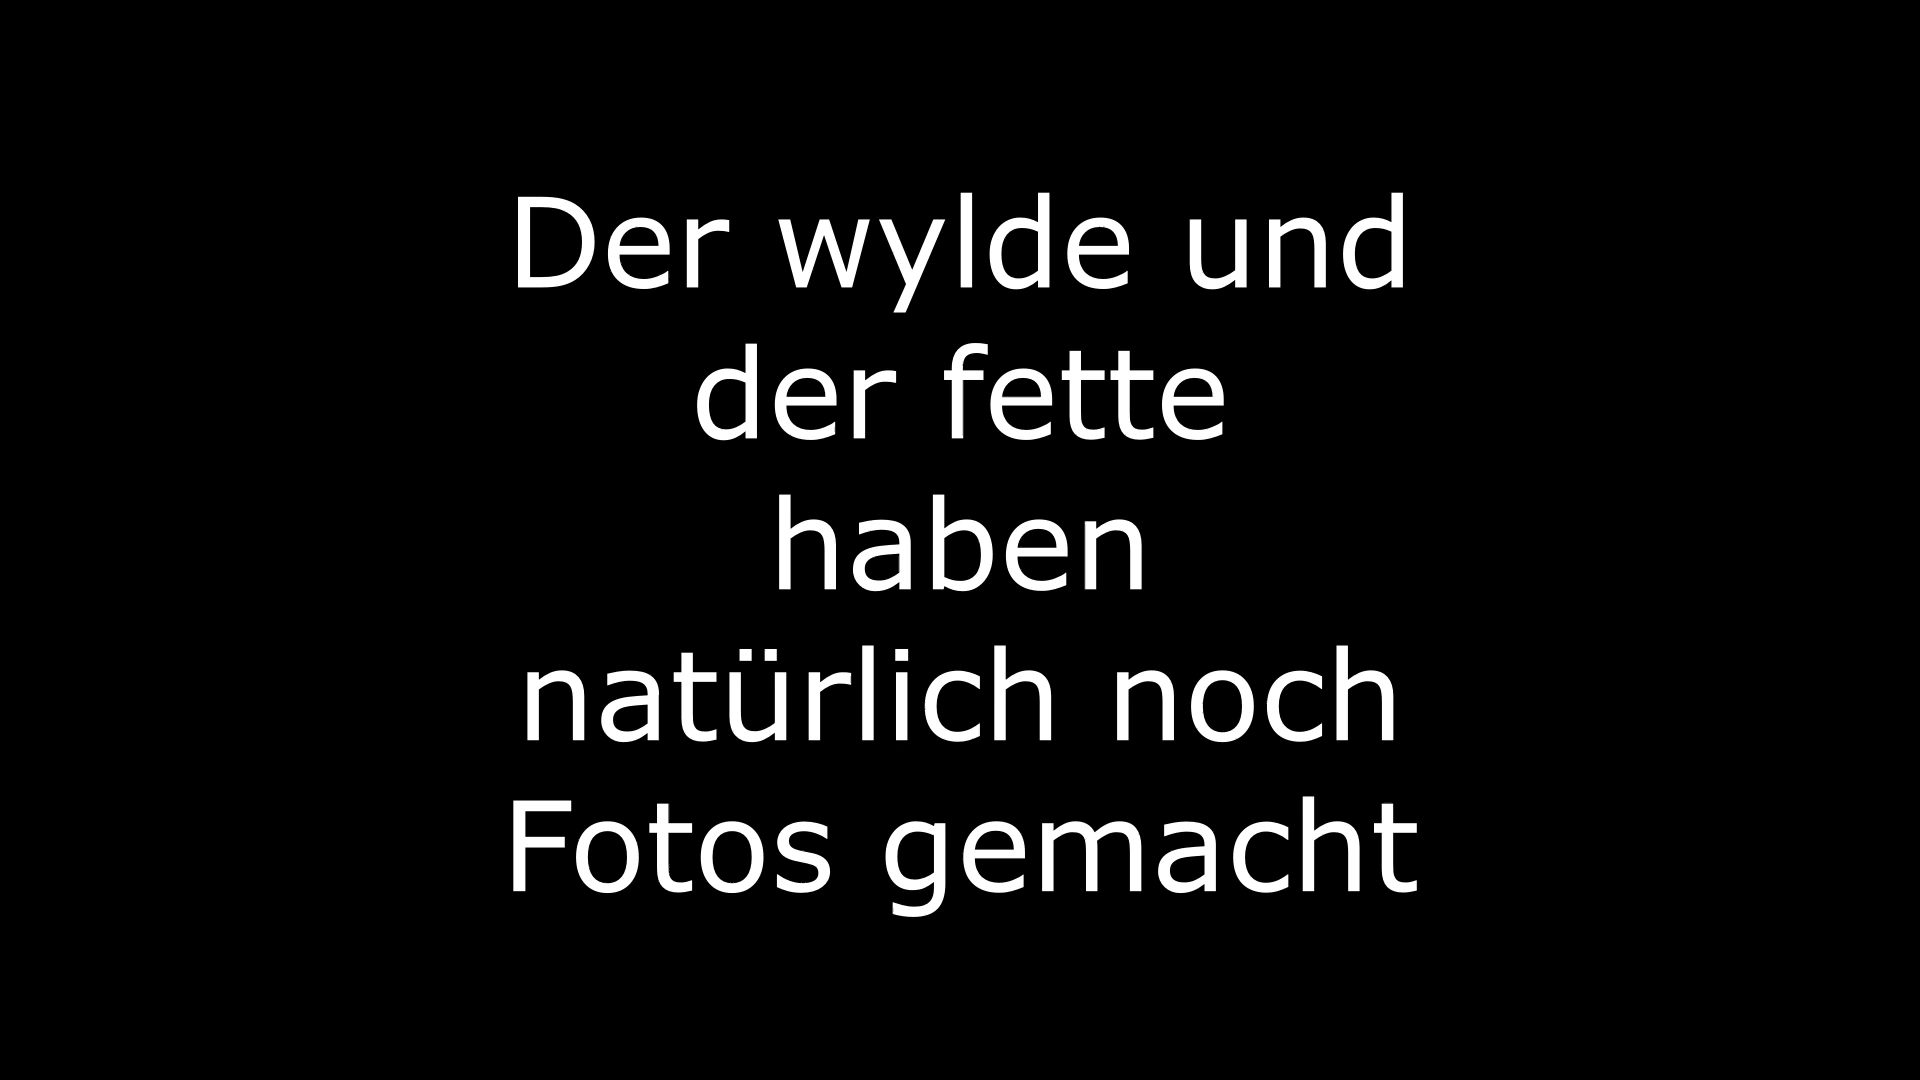 Der wylde und
der fette
haben
natürlich noch
Fotos gemacht